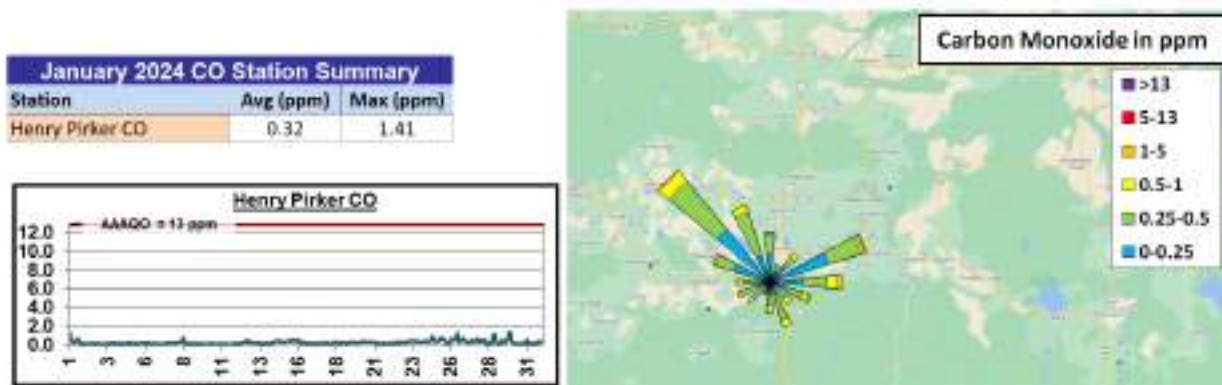 January 2024 CO Station Summary
Station Avg (ppm) Max (ppm)
Henry Pirker CO 0.32 1.41
Henry Pirker CO
AAAQO = 13 ppm
12.0
10.0
8.0
6.0
4.0
2.0
0.0
1 3 6 8 11 13 16 18 21 23 26 28 31
Carbon Monoxide in ppm
>13
5-13
1-5
0.5-1
0.25-0.5
0-0.25